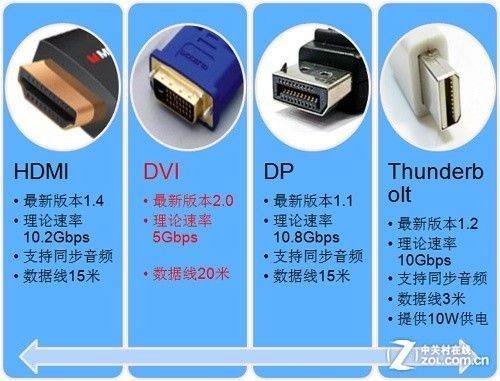 HDMI
• 最新版本1.4
• 理论速率
10.2Gbps
• 支持同步音频
• 数据线15米
DVI
• 最新版本2.0
• 理论速率
5Gbps
• 数据线20米
DP
• 最新版本1.1
• 理论速率
10.8Gbps
• 支持同步音频
• 数据线15米
Thunderb
olt
• 最新版本1.2
• 理论速率
10Gbps
• 支持同步音频
• 数据线3米
• 提供10W供电
中关村在线
zol.com.cn